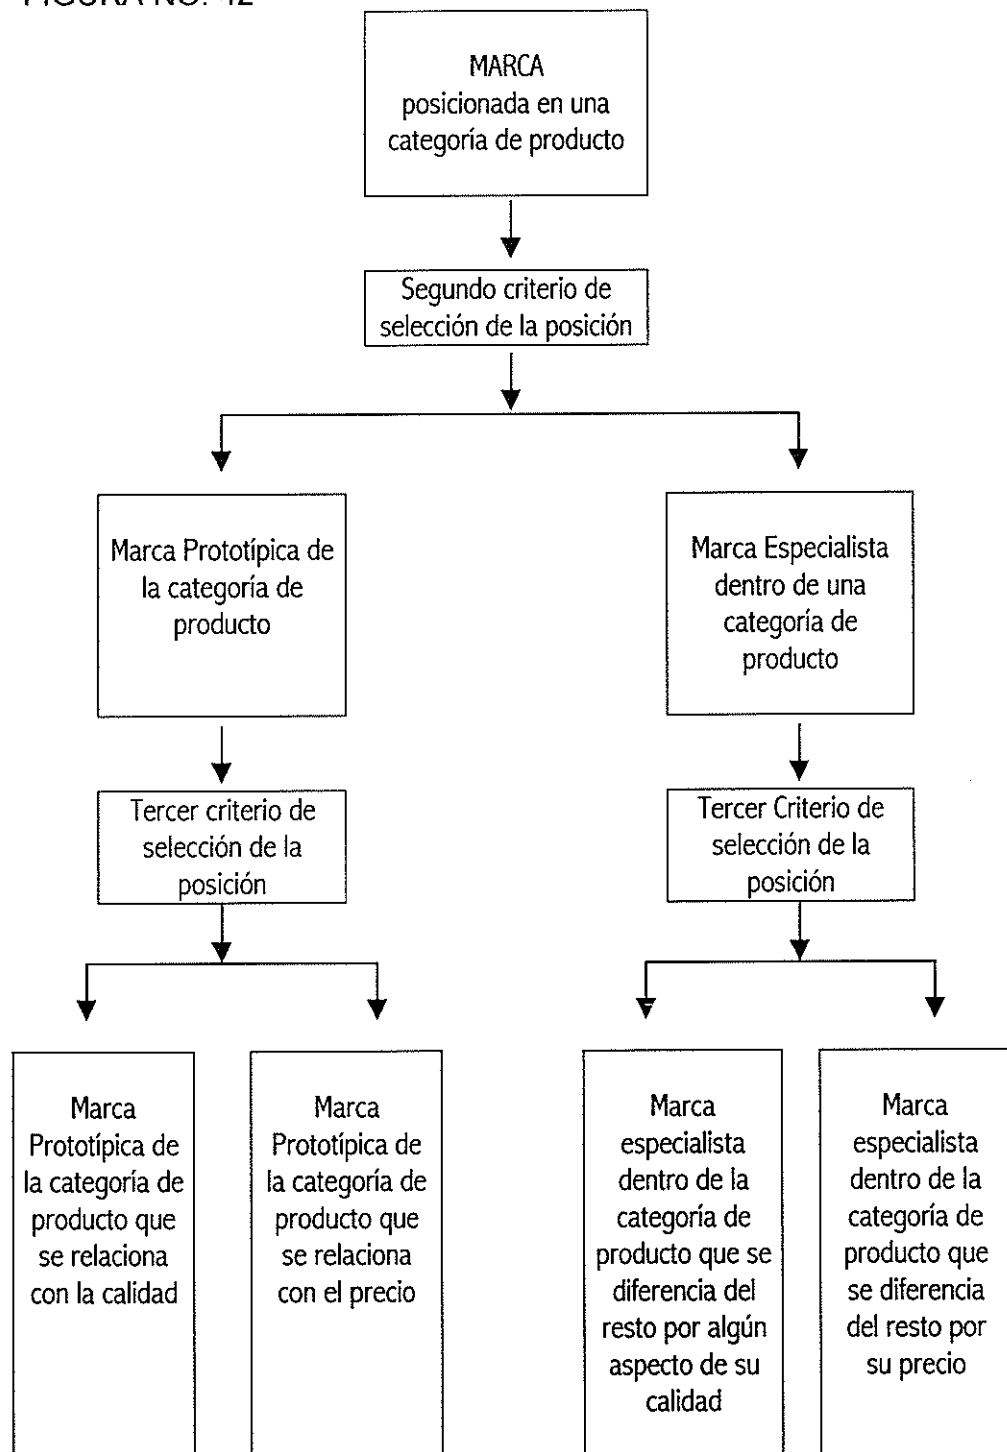 FIGURA NO. 42
MARCA
posicionada en una
categoría de producto
Segundo criterio de
selección de la posición
Marca Prototípica de
la categoría de
producto
Marca Especialista
dentro de una
categoría de
producto
Tercer criterio de
selección de la
posición
Tercer Criterio de
selección de la
posición
Marca
Prototípica de
la categoría de
producto que
se relaciona
con la calidad
Marca
Prototípica de
la categoría de
producto que
se relaciona
con el precio
Marca
especialista
dentro de la
categoría de
producto que se
diferencia del
resto por algún
aspecto de su
calidad
Marca
especialista
dentro de la
categoría de
producto que
se diferencia
del resto por
su precio